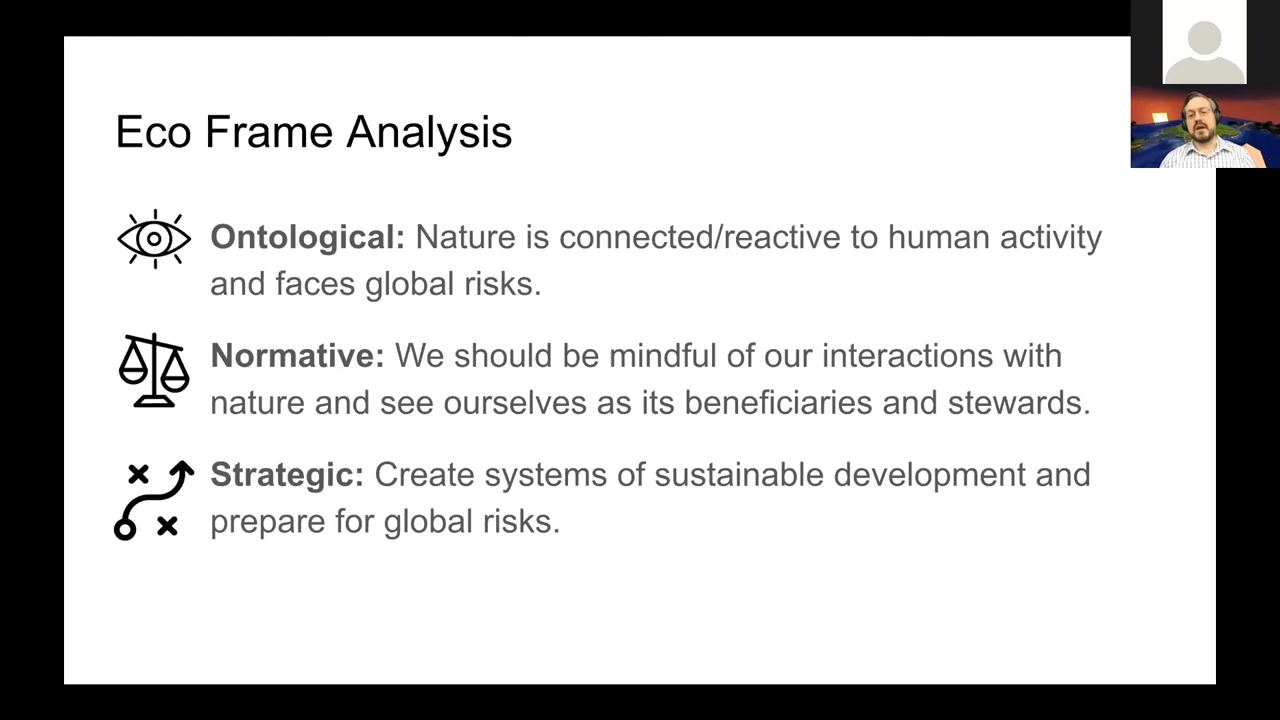 Eco Frame Analysis
Ontological: Nature is connected/reactive to human activity
and faces global risks.
Normative: We should be mindful of our interactions with
nature and see ourselves as its beneficiaries and stewards.
Strategic: Create systems of sustainable development and
prepare for global risks.